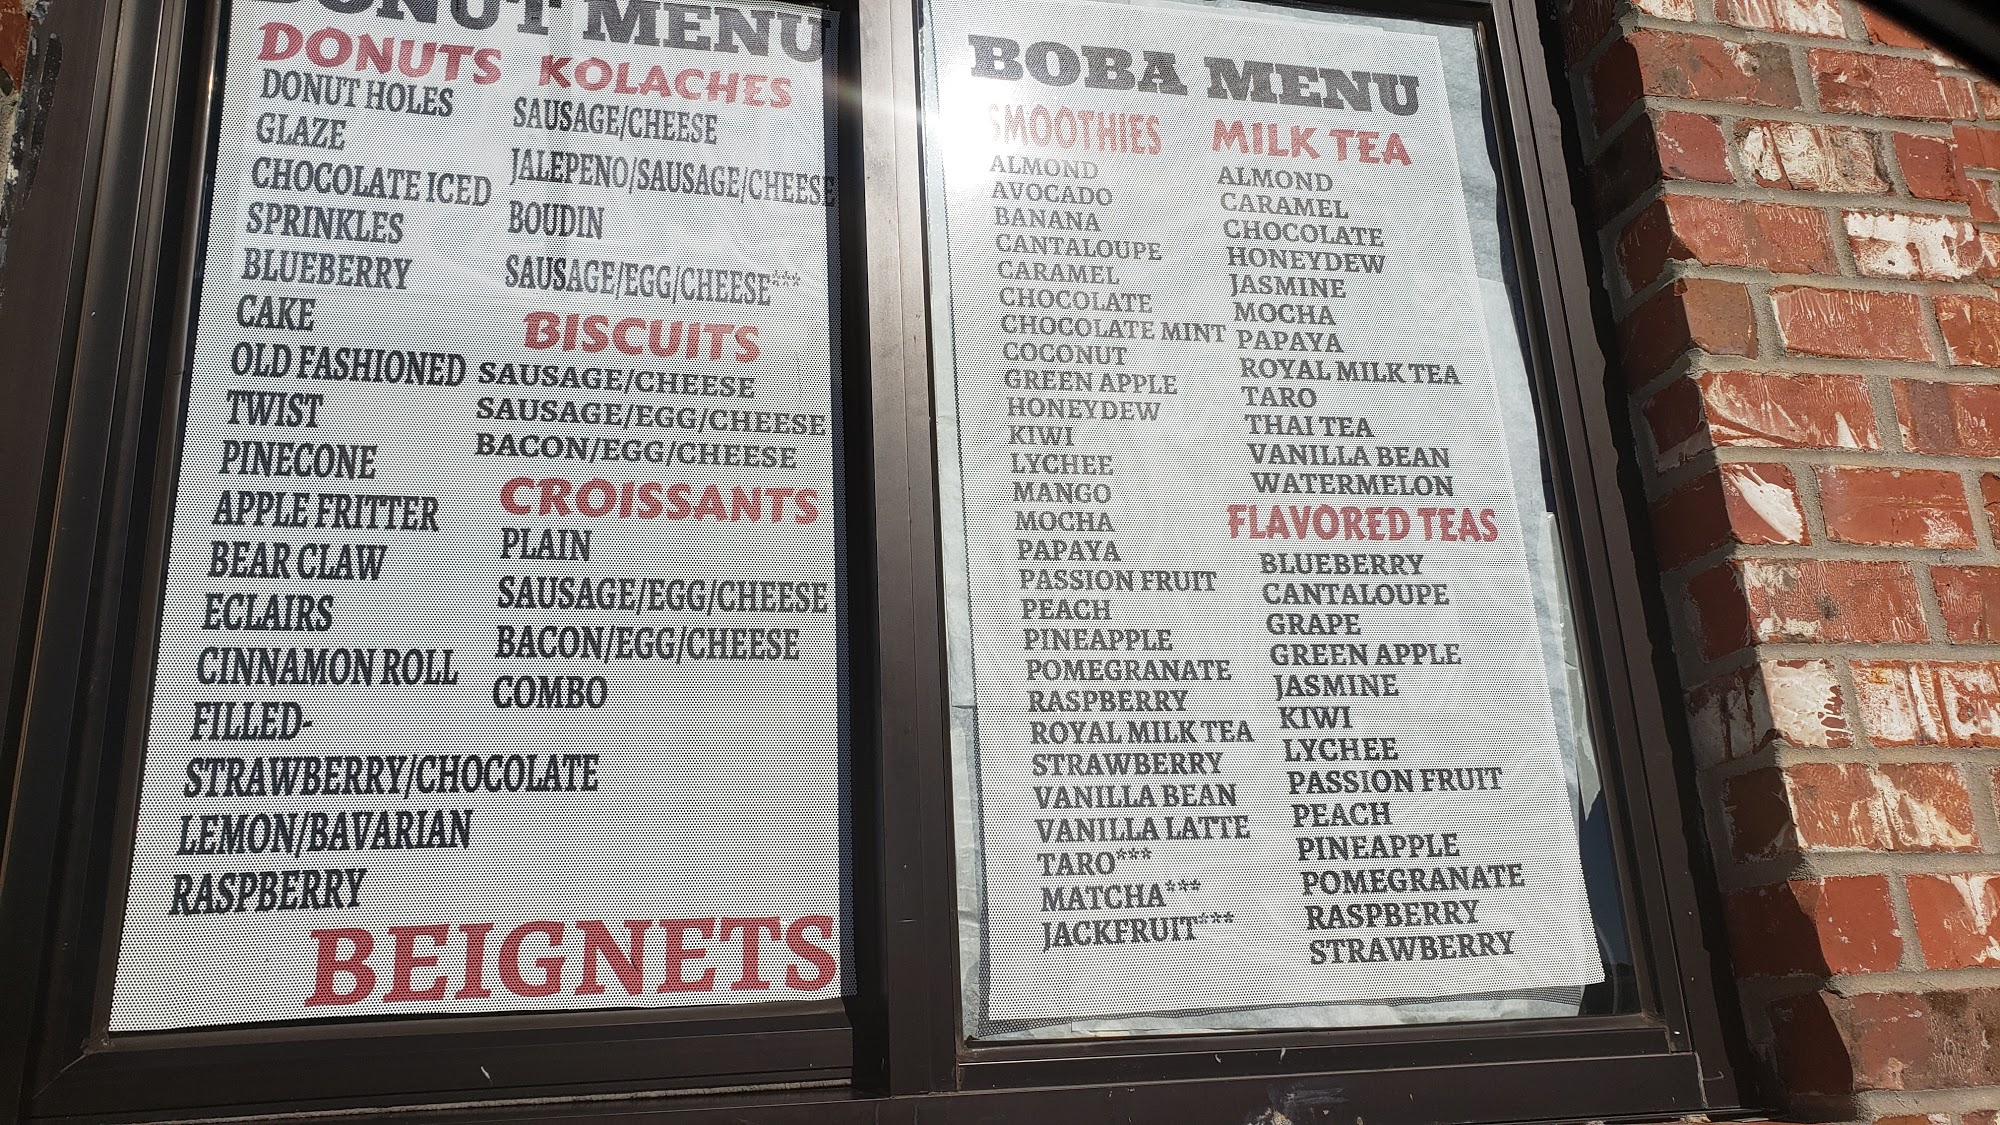 DONUT MENU
DONUTS
DONUT HOLES
GLAZE
CHOCOLATE ICED
SPRINKLES
BLUEBERRY
CAKE
OLD FASHIONED
TWIST
PINECONE
APPLE FRITTER
BEAR CLAW
ECLAIRS
CINNAMON ROLL
FILLED-
STRAWBERRY/CHOCOLATE
LEMON/BAVARIAN
RASPBERRY
KOLACHES
SAUSAGE/CHEESE
JALEPENO/SAUSAGE/CHEESE
BOUDIN
SAUSAGE/EGG/CHEESE***
BISCUITS
SAUSAGE/CHEESE
SAUSAGE/EGG/CHEESE
BACON/EGG/CHEESE
CROISSANTS
PLAIN
SAUSAGE/EGG/CHEESE
BACON/EGG/CHEESE
COMBO
BEIGNETS
BOBA MENU
SMOOTHIES
ALMOND
AVOCADO
BANANA
CANTALOUPE
CARAMEL
CHOCOLATE
CHOCOLATE MINT
COCONUT
GREEN APPLE
HONEYDEW
KIWI
LYCHEE
MANGO
MOCHA
PAPAYA
PASSION FRUIT
PEACH
PINEAPPLE
POMEGRANATE
RASPBERRY
ROYAL MILK TEA
STRAWBERRY
VANILLA BEAN
VANILLA LATTE
TARO***
MATCHA***
JACKFRUIT***
MILK TEA
ALMOND
CARAMEL
CHOCOLATE
HONEYDEW
JASMINE
MOCHA
PAPAYA
ROYAL MILK TEA
TARO
THAI TEA
VANILLA BEAN
WATERMELON
FLAVORED TEAS
BLUEBERRY
CANTALOUPE
GRAPE
GREEN APPLE
JASMINE
KIWI
LYCHEE
PASSION FRUIT
PEACH
PINEAPPLE
POMEGRANATE
RASPBERRY
STRAWBERRY